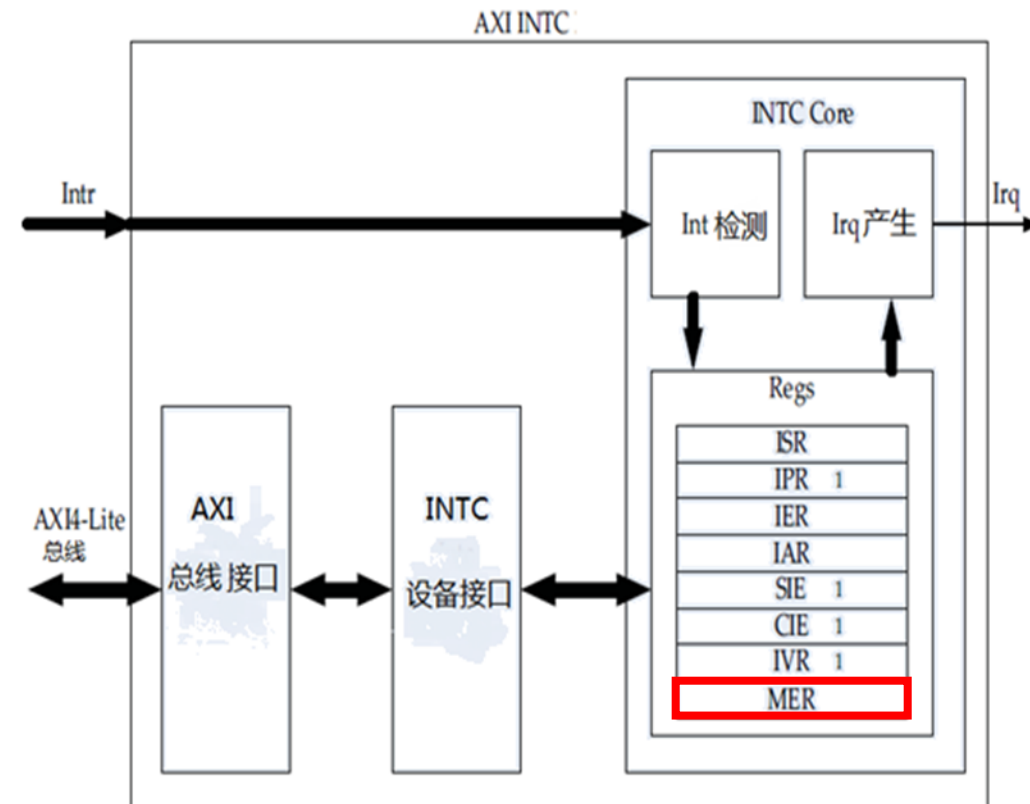 AXI INTC
INTC Core
Intr
Int 检测
Irq 产生
Irq
Regs
ISR
IPR 1
IER
IAR
SIE 1
CIE 1
IVR 1
MER
AXI4-Lite
总线
AXI
总线接口
INTC
设备接口